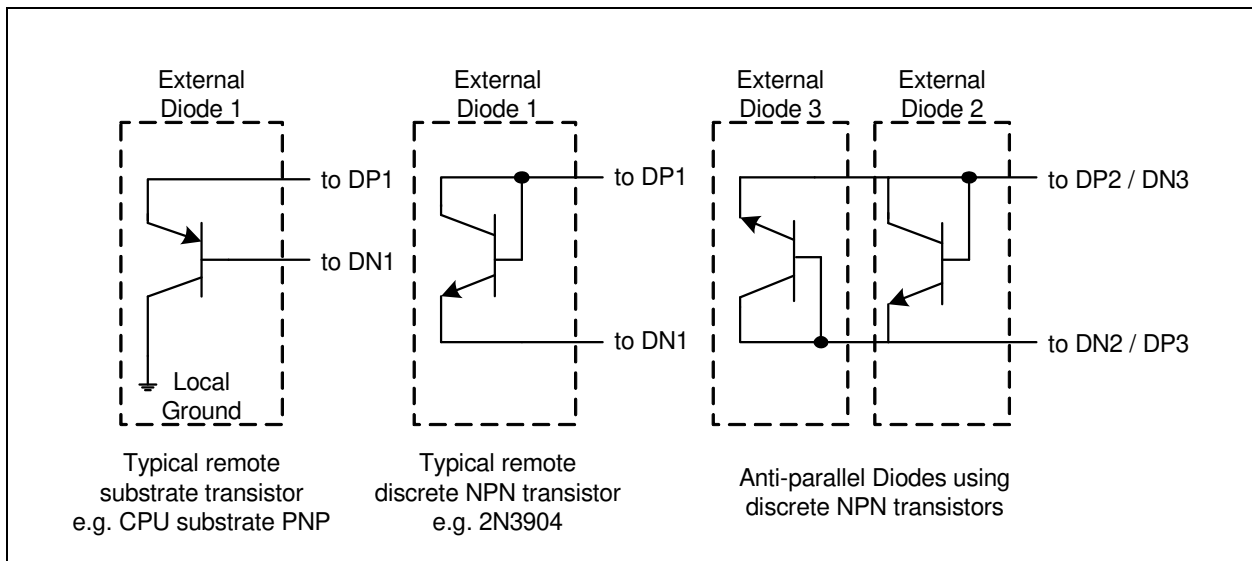 External
Diode 1
to DP1
to DN1
Local
Ground
Typical remote
substrate transistor
e.g. CPU substrate PNP
External
Diode 1
to DP1
to DN1
Typical remote
discrete NPN transistor
e.g. 2N3904
External
Diode 3
External
Diode 2
to DP2 / DN3
to DN2 / DP3
Anti-parallel Diodes using
discrete NPN transistors